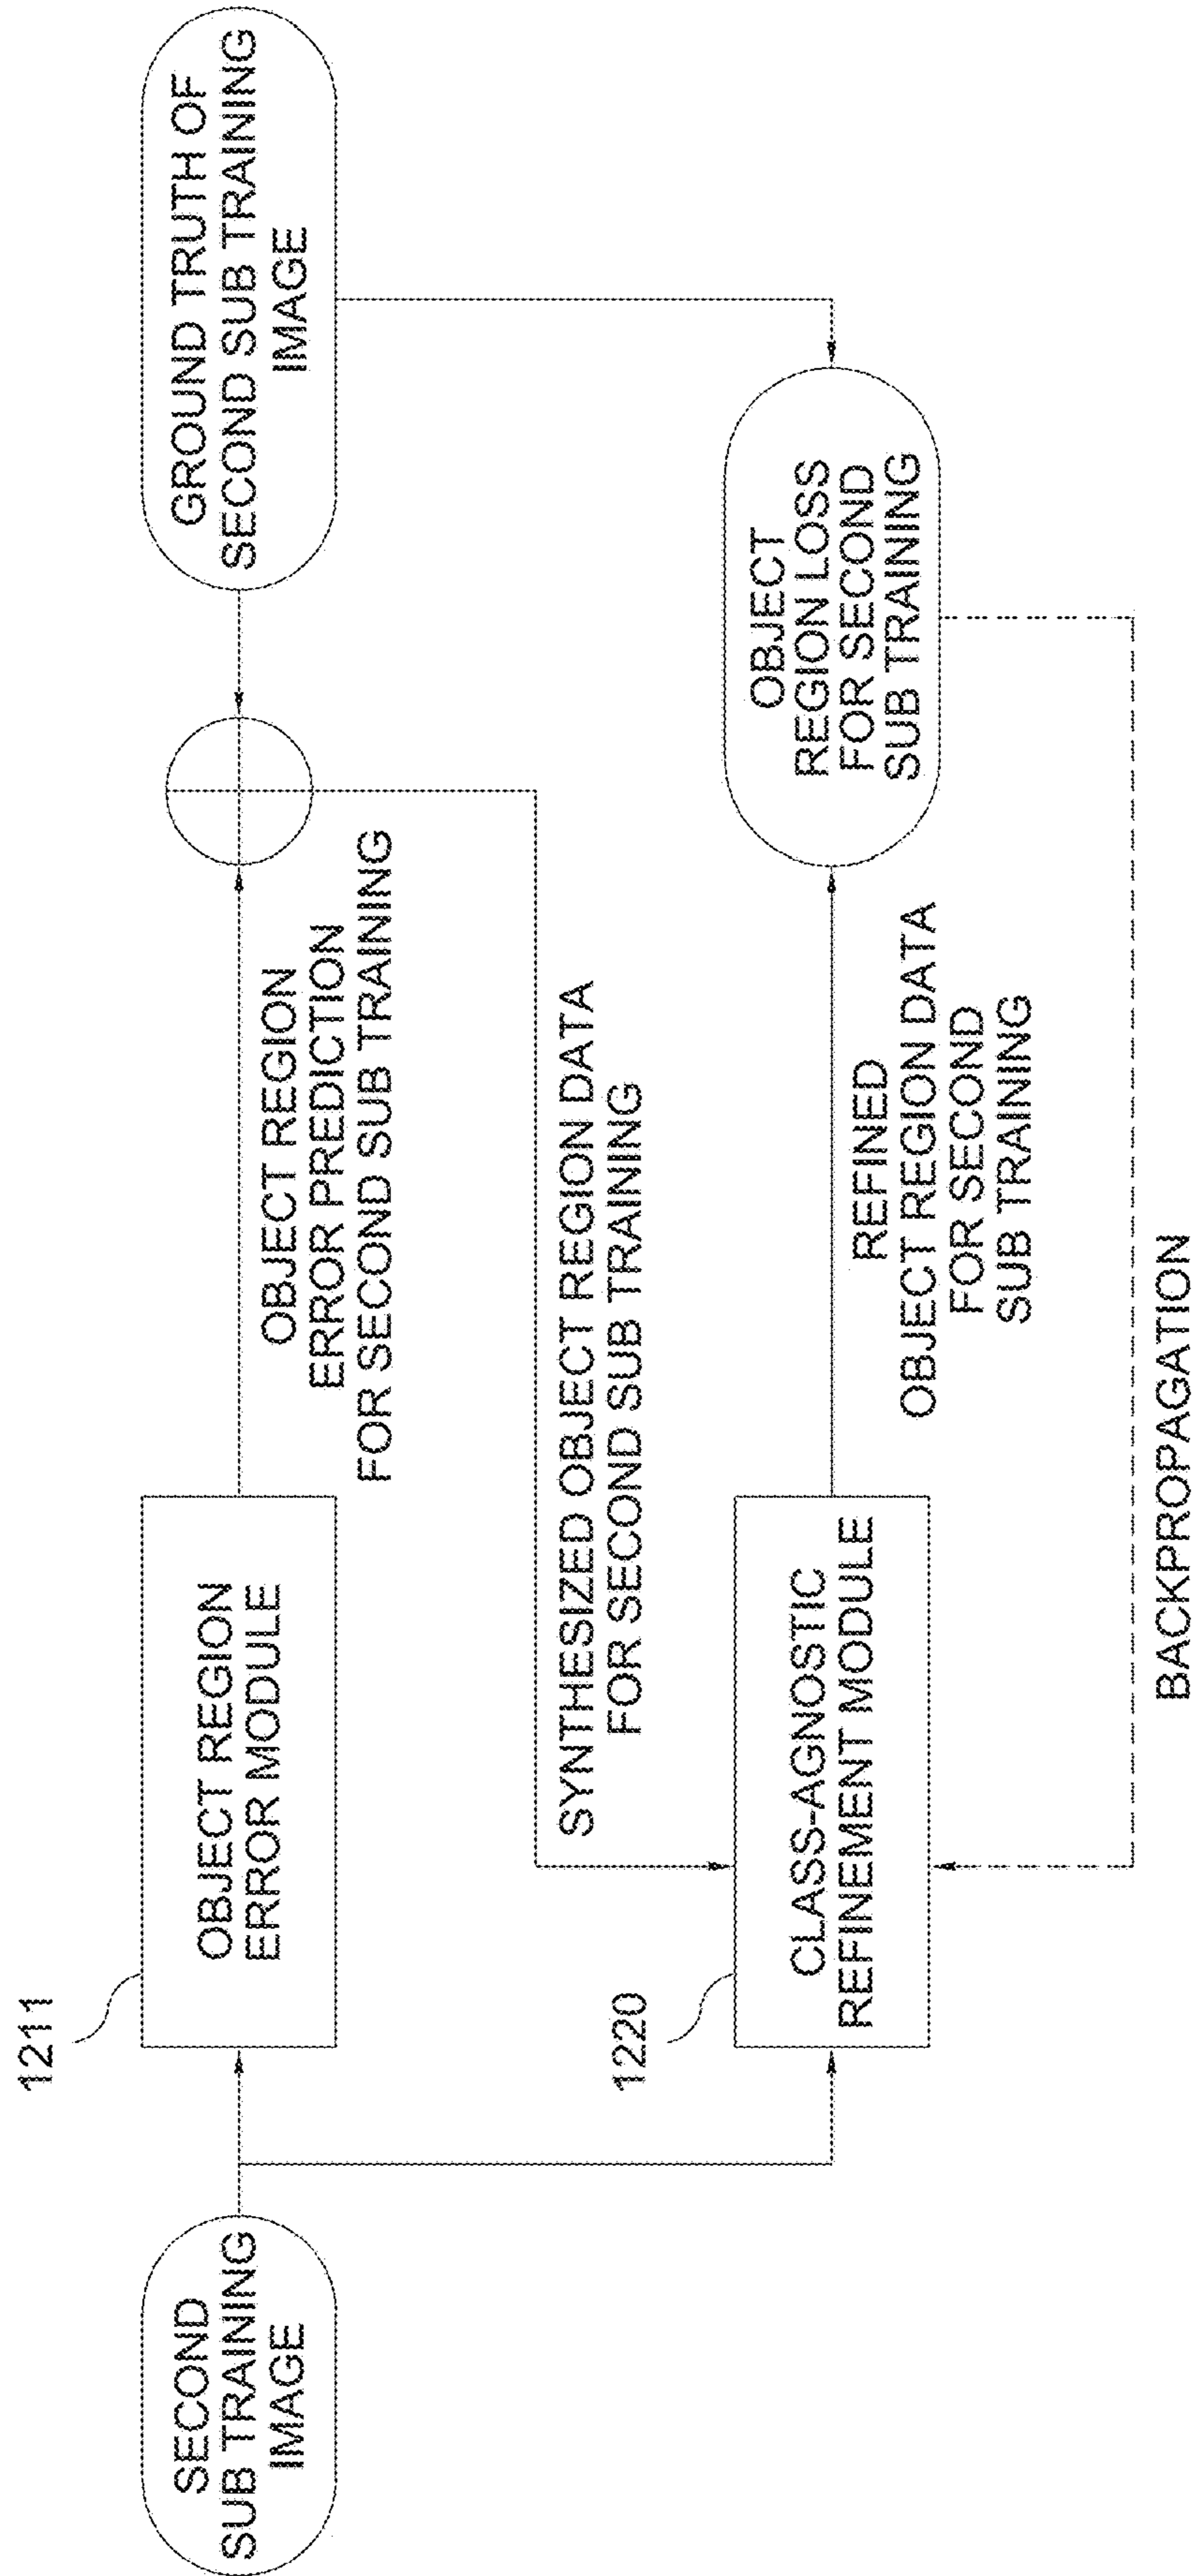 SECOND
SUB TRAINING
IMAGE
1211
OBJECT REGION
ERROR MODULE
OBJECT REGION
ERROR PREDICTION
FOR SECOND SUB TRAINING
GROUND TRUTH OF
SECOND SUB TRAINING
IMAGE
SYNTHESIZED OBJECT REGION DATA
FOR SECOND SUB TRAINING
1220
CLASS-AGNOSTIC
REFINEMENT MODULE
REFINED
OBJECT REGION DATA
FOR SECOND
SUB TRAINING
OBJECT
REGION LOSS
FOR SECOND
SUB TRAINING
BACKPROPAGATION